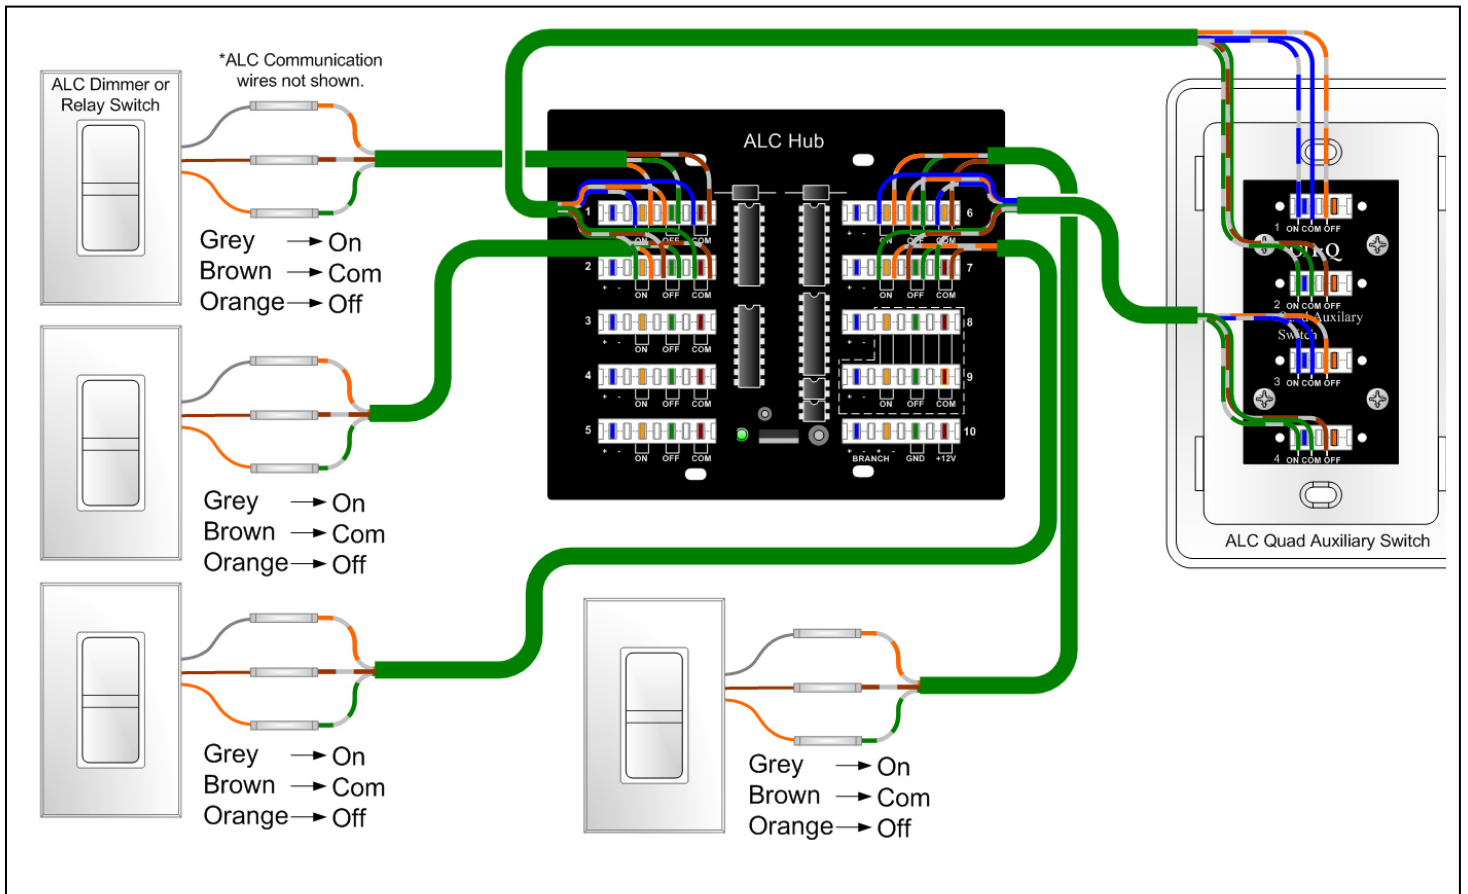 *ALC Communication
wires not shown.
ALC Dimmer or
Relay Switch
Grey → On
Brown → Com
Orange → Off
Grey → On
Brown → Com
Orange → Off
Grey → On
Brown → Com
Orange → Off
Grey → On
Brown → Com
Orange → Off
ALC Hub
1
ON OFF COM
2
+ - ON OFF COM
3
+ - ON OFF COM
4
+ - ON OFF COM
5
+ - ON OFF COM
6
+ - ON OFF COM
7
+ - ON OFF COM
8
+ -
9
+ - ON OFF COM
10
+ - + -
BRANCH GND +12V
1 ON COM OFF
2 ON COM OFF
Auxilary
Switch
3 ON COM OFF
4 ON COM OFF
ALC Quad Auxiliary Switch